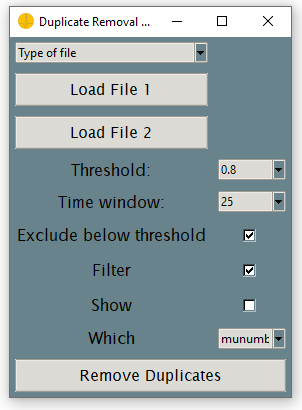 Duplicate Removal ...
Type of file
Load File 1
Load File 2
Threshold: 0.8
Time window: 25
Exclude below threshold
Filter
Show
Which munumb
Remove Duplicates